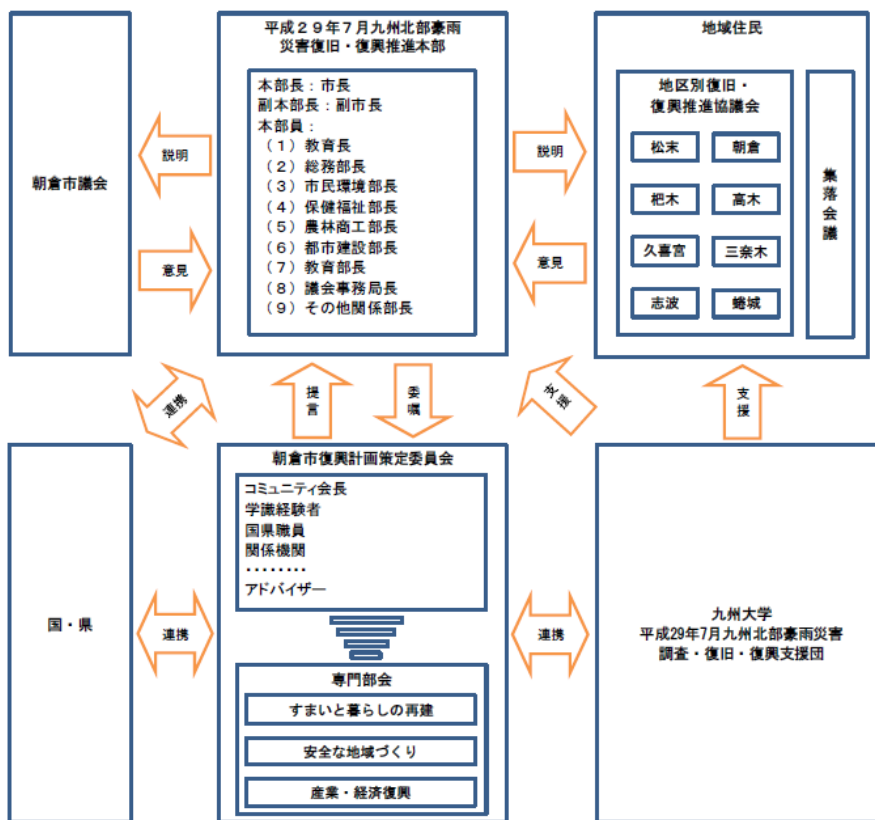 平成２９年７月九州北部豪雨
災害復旧・復興推進本部
本部長：市長
副本部長：副市長
本部員：
（１）教育長
（２）総務部長
（３）市民環境部長
（４）保健福祉部長
（５）農林商工部長
（６）都市建設部長
（７）教育部長
（８）議会事務局長
（９）その他関係部長
朝倉市議会
説明
意見
説明
意見
地域住民
地区別復旧・
復興推進協議会
松末
朝倉
杷木
高木
久喜宮
三奈木
志波
蜷城
集落会議
連携
提言
委嘱
支援
支援
国・県
連携
朝倉市復興計画策定委員会
コミュニティ会長
学識経験者
国県職員
関係機関
・・・・・・・・
アドバイザー
専門部会
すまいと暮らしの再建
安全な地域づくり
産業・経済復興
連携
九州大学
平成29年7月九州北部豪雨災害
調査・復旧・復興支援団